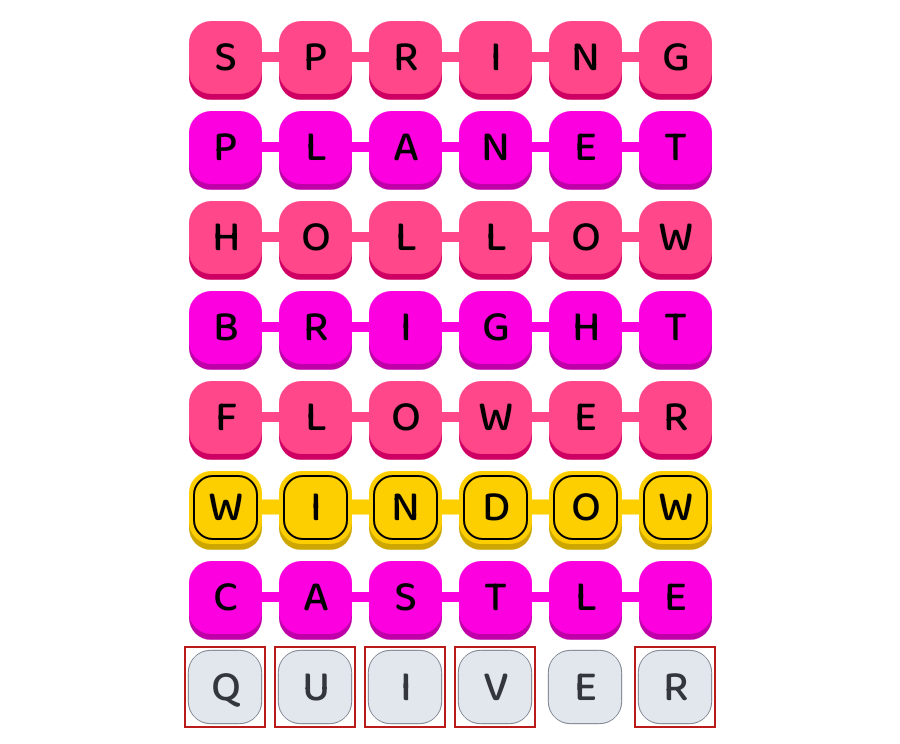 SPRING
PLANET
HOLLOW
BRIGHT
FLOWER
WINDOW
CASTLE
QUIVER